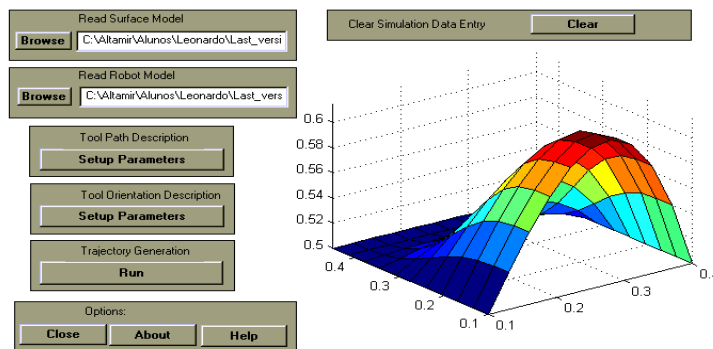 Read Surface Model
Browse C:\Altamir\Alunos\Leonardo\Last_versi
Read Robot Model
Browse C:\Altamir\Alunos\Leonardo\Last_vers
Tool Path Description
Setup Parameters
Tool Orientation Description
Setup Parameters
Trajectory Generation
Run
Options:
Close About Help
Clear Simulation Data Entry Clear
0.6
0.58
0.56
0.54
0.52
0.5
0.4
0.3
0.2
0.1
0.1
0.2
0.3
0.4